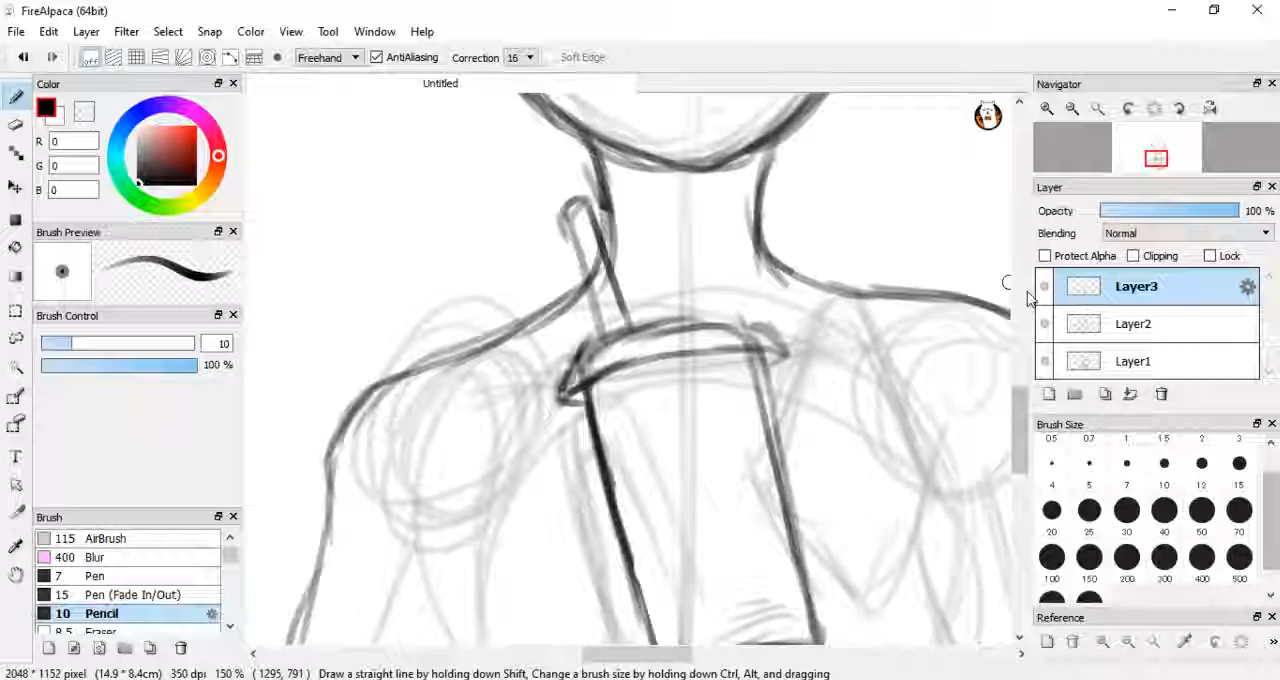 FireAlpaca (64bit)
File Edit Layer Filter Select Snap Color View Tool Window Help
off Freehand AntiAliasing Correction 16 Soft Edge
Color
Untitled
Navigator
R 0
G 0
B 0
Layer
Opacity 100 %
Blending Normal
Protect Alpha Clipping Lock
Brush Preview
Layer3
Brush Control
Layer2
10
100 %
Layer1
Brush Size
0.5 0.7 1 1.5 2 3
4 5 7 10 12 15
20 25 30 40 50 70
100 150 200 300 400 500
Brush
115 AirBrush
400 Blur
7 Pen
15 Pen (Fade In/Out)
10 Pencil
8.5 Eraser
Reference
2048 * 1152 pixel (14.9 * 8.4cm) 350 dpi 150 % ( 1295, 791 ) Draw a straight line by holding down Shift, Change a brush size by holding down Ctrl, Alt, and dragging